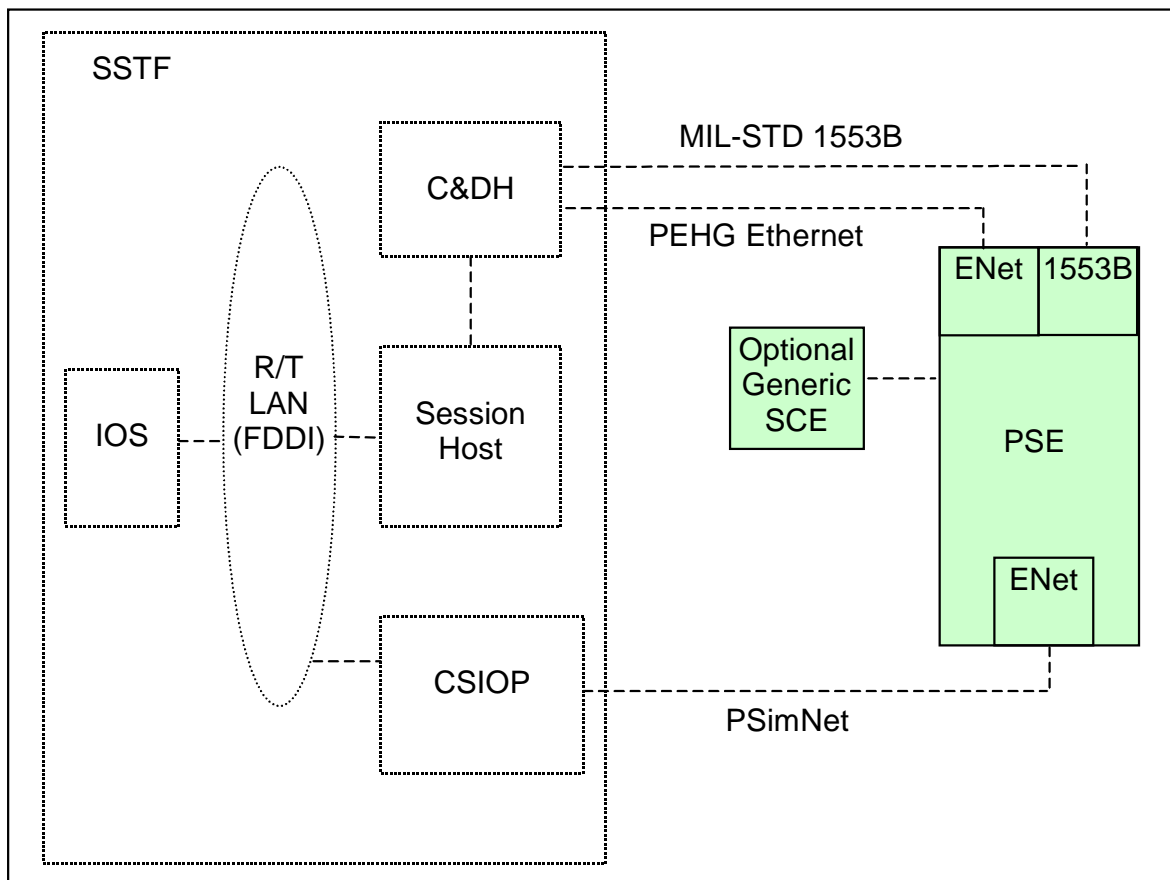 SSTF
MIL-STD 1553B
C&DH
PEHG Ethernet
ENet
1553B
Optional
Generic
SCE
R/T
LAN
(FDDI)
IOS
Session
Host
PSE
ENet
CSIOP
PSimNet